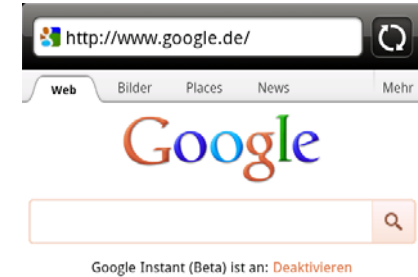 http://www.google.de/
Web Bilder Places News Mehr
Google
Google Instant (Beta) ist an: Deaktivieren